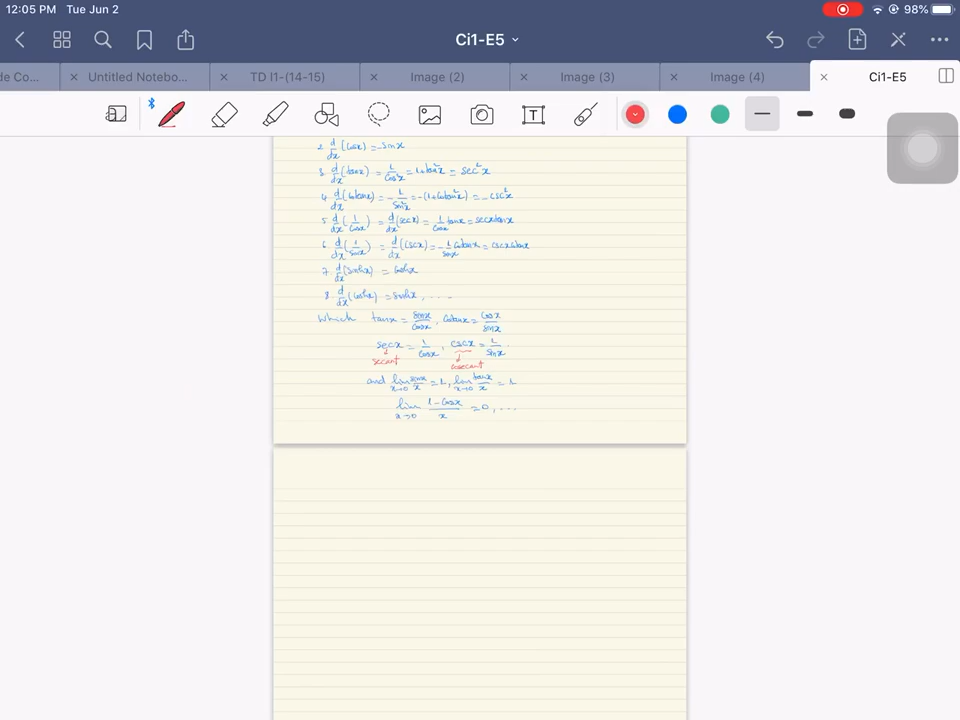 12:05 PM Tue Jun 2 98%
Ci1-E5
de Co... Untitled Notebo... TD I1-(14-15) Image (2) Image (3) Image (4) Ci1-E5
2. d/dx (cosx) = -sinx
3. d/dx (tanx) = 1/cos²x = 1+tan²x = sec²x
4. d/dx (cotanx) = -1/sin²x = -(1+cotan²x) = -csc²x
5. d/dx (1/cosx) = d/dx (secx) = 1/cosx tanx = secxtanx
6. d/dx (1/sinx) = d/dx (cscx) = -1/sinx cotanx = cscxcotanx
7. d/dx (sinhx) = coshx
8. d/dx (coshx) = sinhx, ....
Which tanx = sinx/cosx, cotanx = cosx/sinx
secx = 1/cosx, cscx = 1/sinx.
secant cosecant
and lim x→0 sinx/x = 1, lim x→0 tanx/x = 1
lim x→0 1-cosx/x = 0, ...